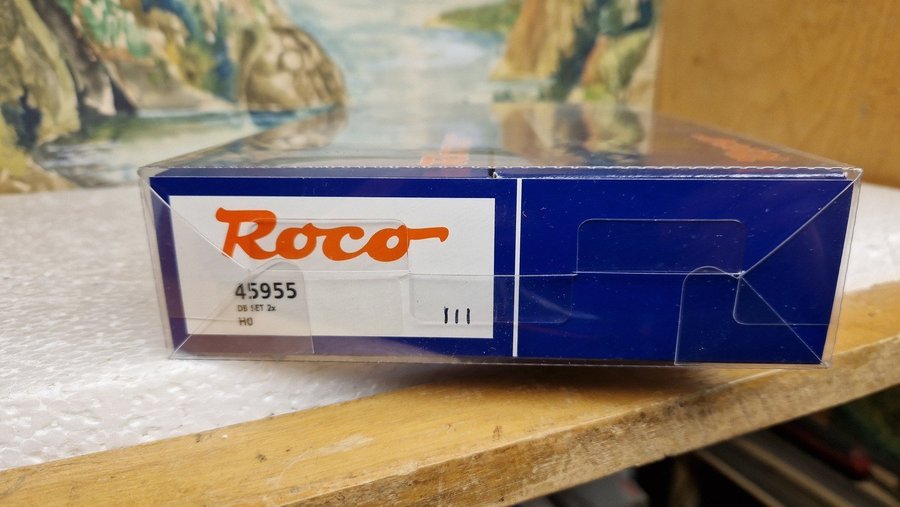 Roco
45955
DB SET 2x
H0
III